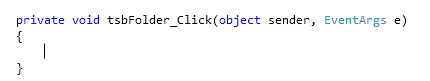 private void tsbFolder_Click(object sender, EventArgs e)
{
}